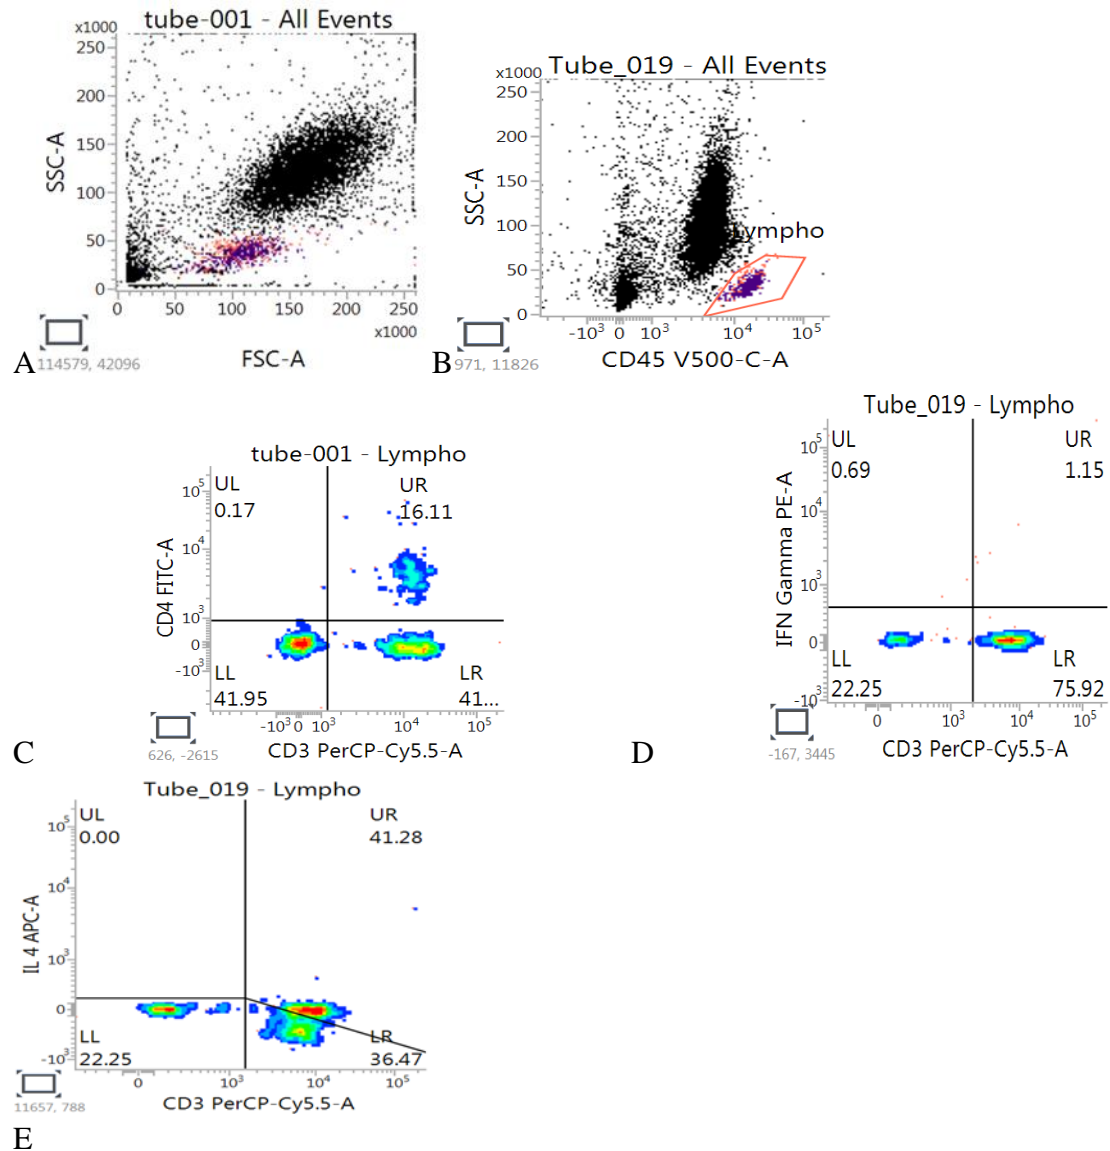 tube-001 - All Events
x1000
250
200
150
100
50
0
SSC-A
0 50 100 150 200 250
x1000
FSC-A
114579, 42096
A
Tube_019 - All Events
x1000
250
200
150
100
50
0
SSC-A
ympho
-10³ 0 10³ 10⁴ 10⁵
CD45 V500-C-A
971, 11826
B
tube-001 - Lympho
UL
0.17
UR
16.11
10⁵
10⁴
10³
0
-10³
CD4 FITC-A
LL
41.95
LR
41...
-10³ 0 10³ 10⁴ 10⁵
CD3 PerCP-Cy5.5-A
626, -2615
C
Tube_019 - Lympho
UL
0.69
UR
1.15
10⁵
10⁴
10³
0
-10³
IFN Gamma PE-A
LL
22.25
LR
75.92
0 10³ 10⁴ 10⁵
CD3 PerCP-Cy5.5-A
-167, 3445
D
Tube_019 - Lympho
UL
0.00
UR
41.28
10⁵
10⁴
10³
0
-10³
IL 4 APC-A
LL
22.25
LR
36.47
0 10³ 10⁴ 10⁵
CD3 PerCP-Cy5.5-A
11657, 788
E